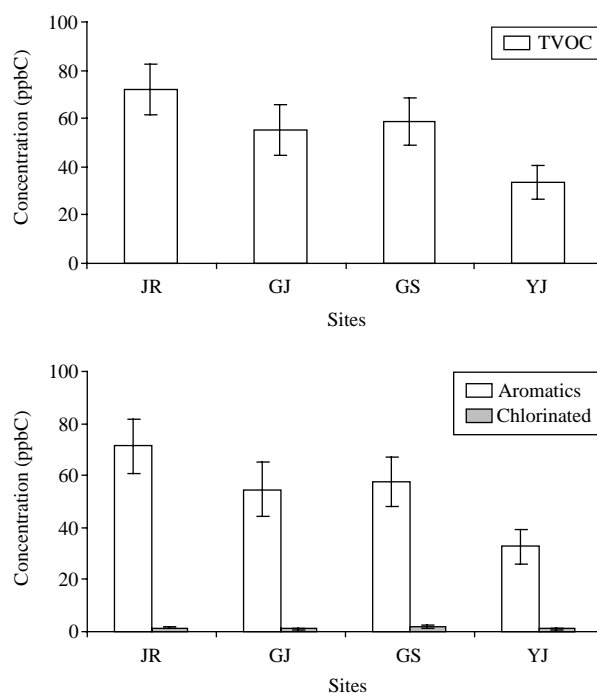 100
80
60
40
20
0
Concentration (ppbC)
TVOC
JR GJ GS YJ
Sites
100
80
60
40
20
0
Concentration (ppbC)
Aromatics
Chlorinated
JR GJ GS YJ
Sites